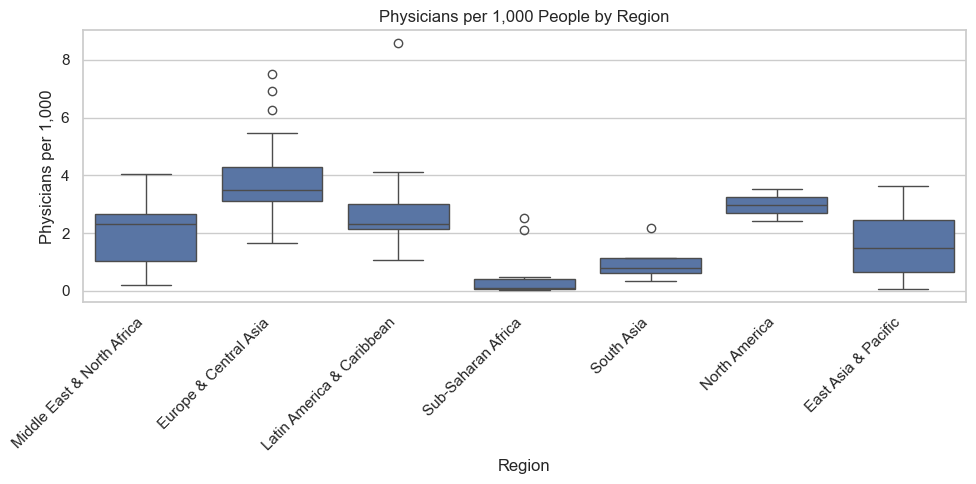 Physicians per 1,000 People by Region
Physicians per 1,000
8
6
4
2
0
Middle East & North Africa
Europe & Central Asia
Latin America & Caribbean
Sub-Saharan Africa
South Asia
North America
East Asia & Pacific
Region